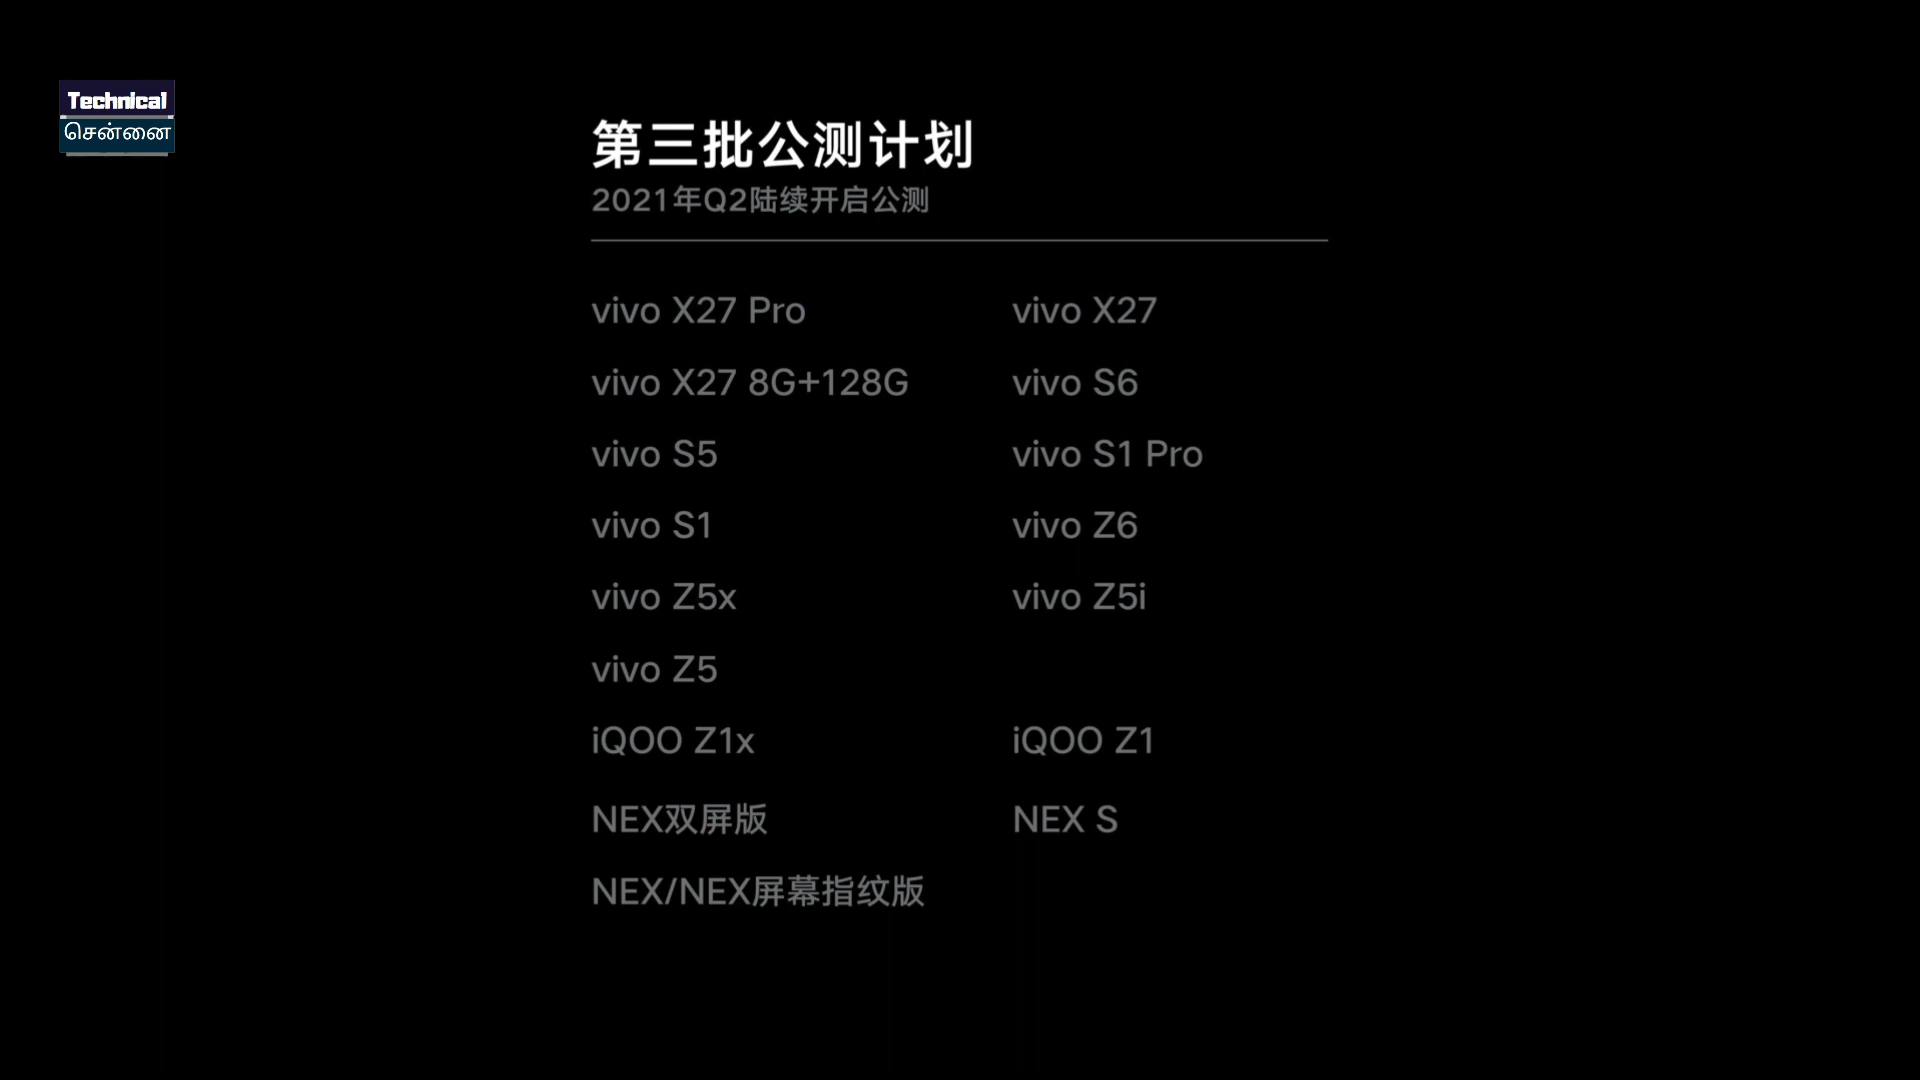 Technical
சென்னை
第三批公测计划
2021年Q2陆续开启公测
vivo X27 Pro
vivo X27
vivo X27 8G+128G
vivo S6
vivo S5
vivo S1 Pro
vivo S1
vivo Z6
vivo Z5x
vivo Z5i
vivo Z5
iQOO Z1x
iQOO Z1
NEX双屏版
NEX S
NEX/NEX屏幕指纹版